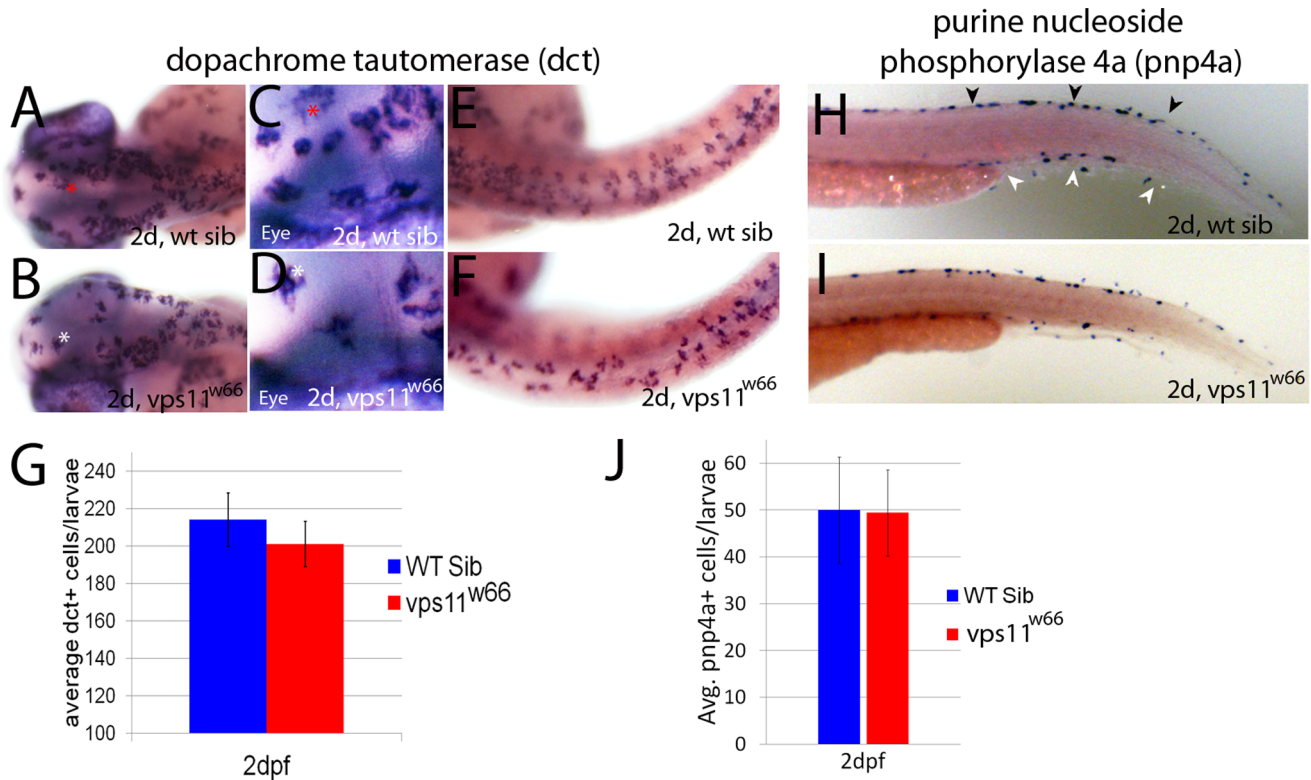 dopachrome tautomerase (dct)
purine nucleoside
phosphorylase 4a (pnp4a)
A
*
2d, wt sib
B
*
2d, vps11w66
C
*
Eye
2d, wt sib
D
*
Eye
2d, vps11w66
E
2d, wt sib
F
2d, vps11w66
H
2d, wt sib
I
2d, vps11w66
G
average dct+ cells/larvae
240
220
200
180
160
140
120
100
2dpf
WT Sib
vps11w66
J
Avg. pnp4a+ cells/larvae
60
50
40
30
20
10
0
2dpf
WT Sib
vps11w66